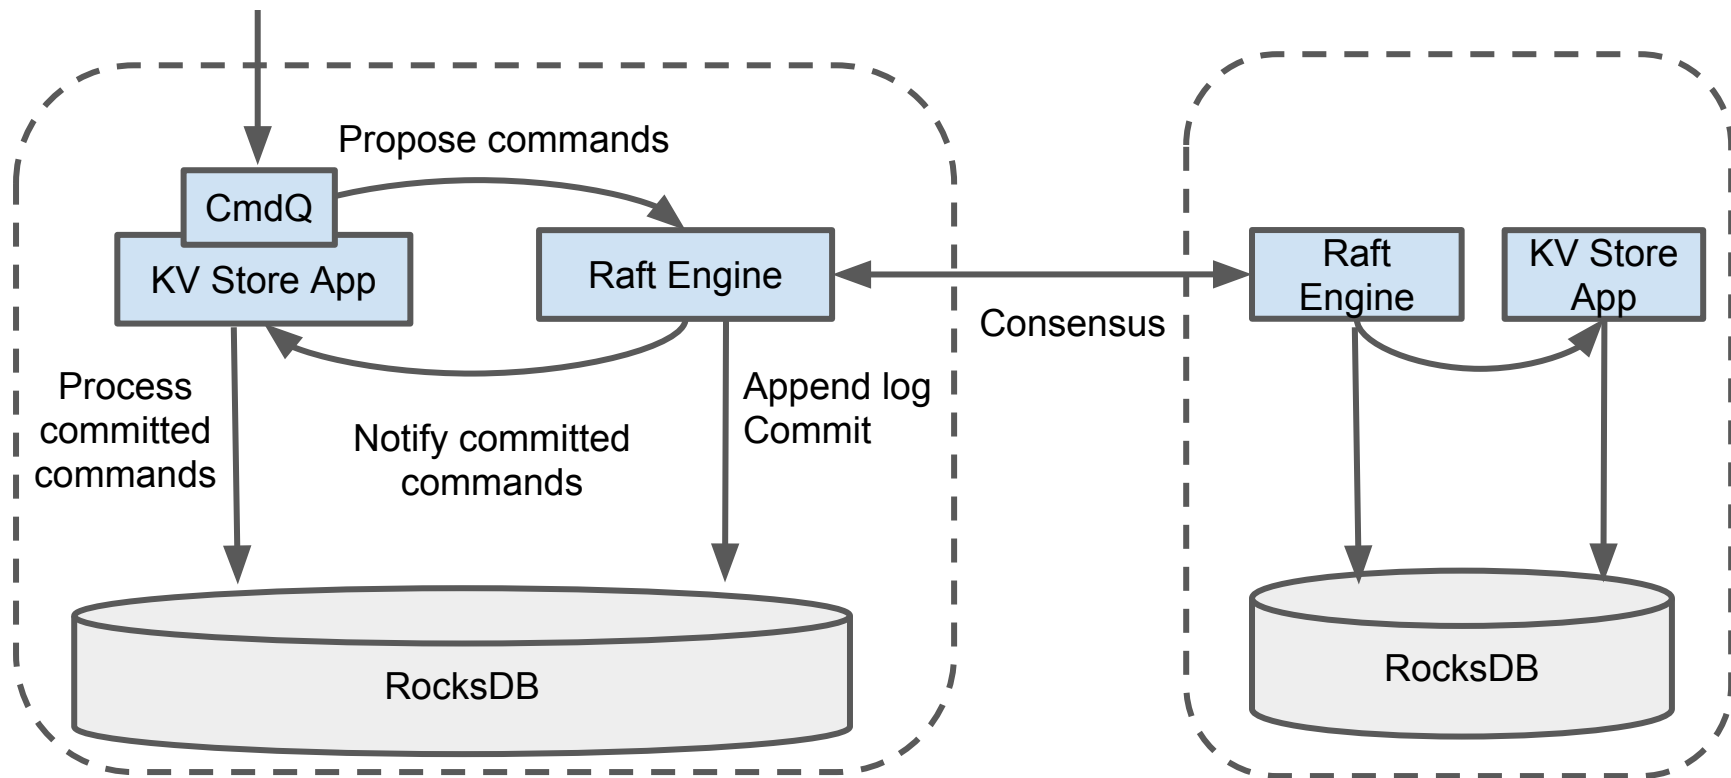 Propose commands
CmdQ
KV Store App
Raft Engine
Process
committed
commands
Notify committed
commands
Append log
Commit
RocksDB
Consensus
Raft
Engine
KV Store
App
RocksDB